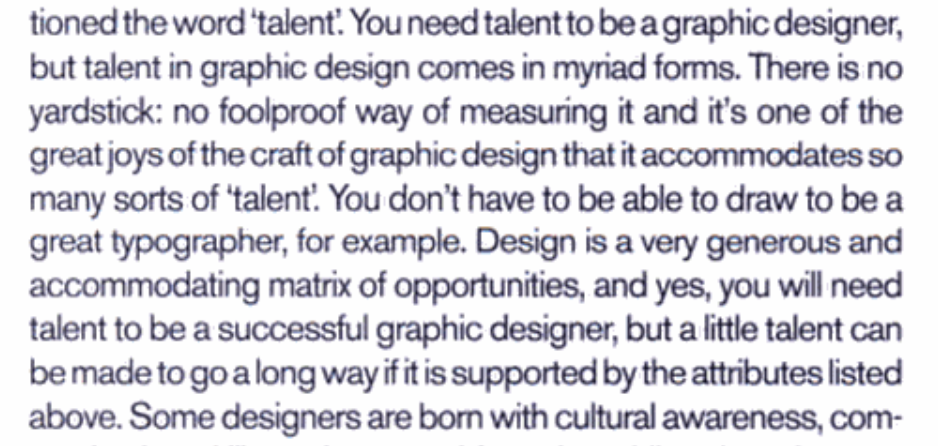 tioned the word ‘talent’. You need talent to be a graphic designer,
but talent in graphic design comes in myriad forms. There is no
yardstick: no foolproof way of measuring it and it’s one of the
great joys of the craft of graphic design that it accommodates so
many sorts of ‘talent’. You don’t have to be able to draw to be a
great typographer, for example. Design is a very generous and
accommodating matrix of opportunities, and yes, you will need
talent to be a successful graphic designer, but a little talent can
be made to go a long way if it is supported by the attributes listed
above. Some designers are born with cultural awareness, com-